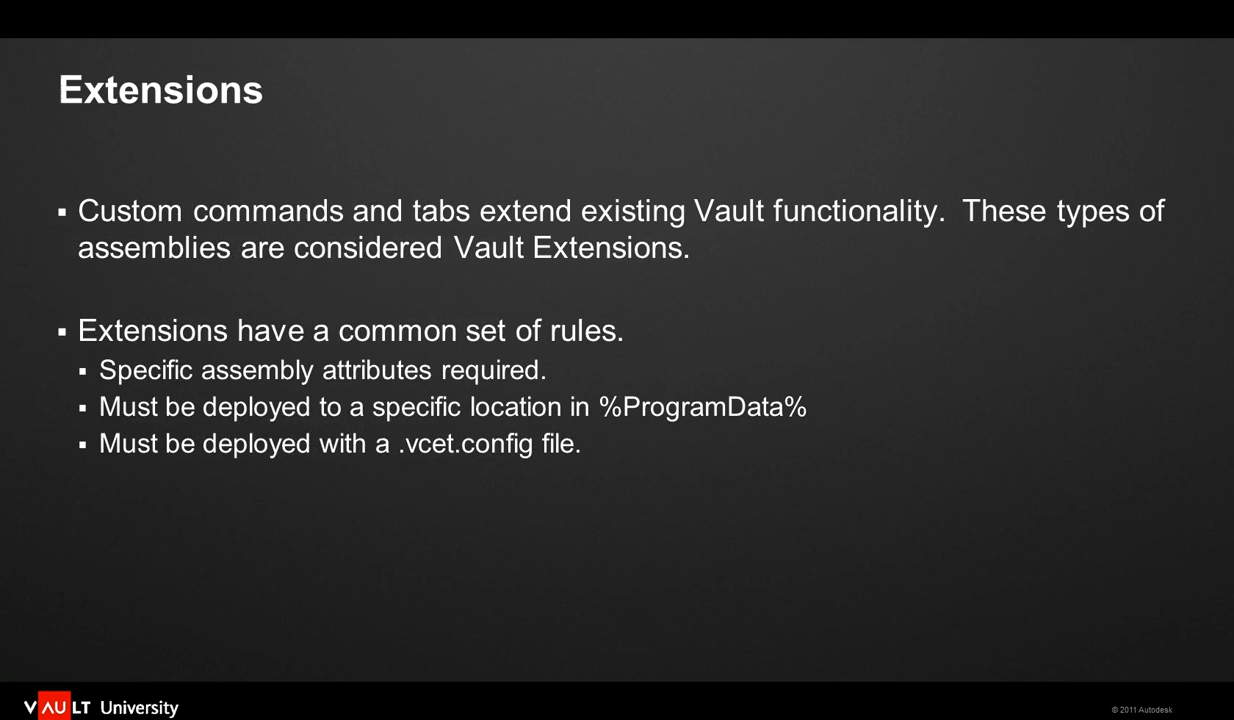 Extensions
▪ Custom commands and tabs extend existing Vault functionality.  These types of
assemblies are considered Vault Extensions.
▪ Extensions have a common set of rules.
▪ Specific assembly attributes required.
▪ Must be deployed to a specific location in %ProgramData%
▪ Must be deployed with a .vcet.config file.
VAULT University
© 2011 Autodesk